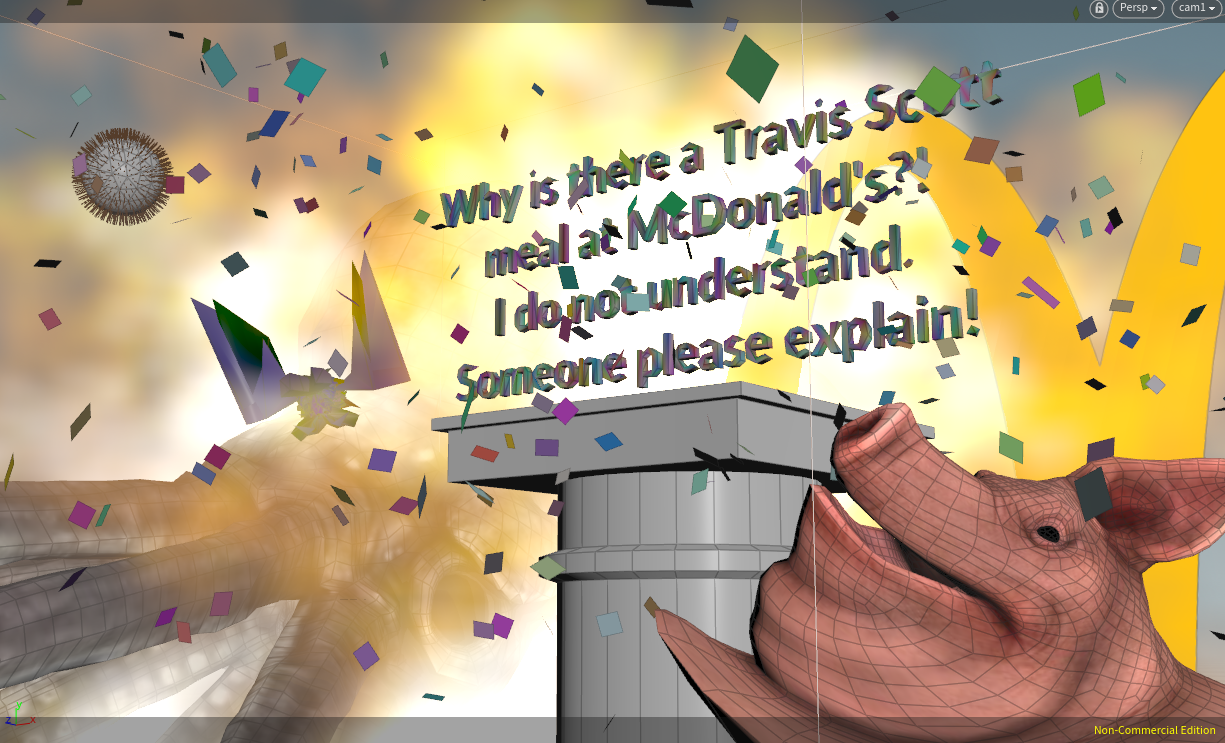 Persp
cam1
Why is there a Travis Scott
meal at McDonald's?!
I do not understand.
Someone please explain!
Non-Commercial Edition